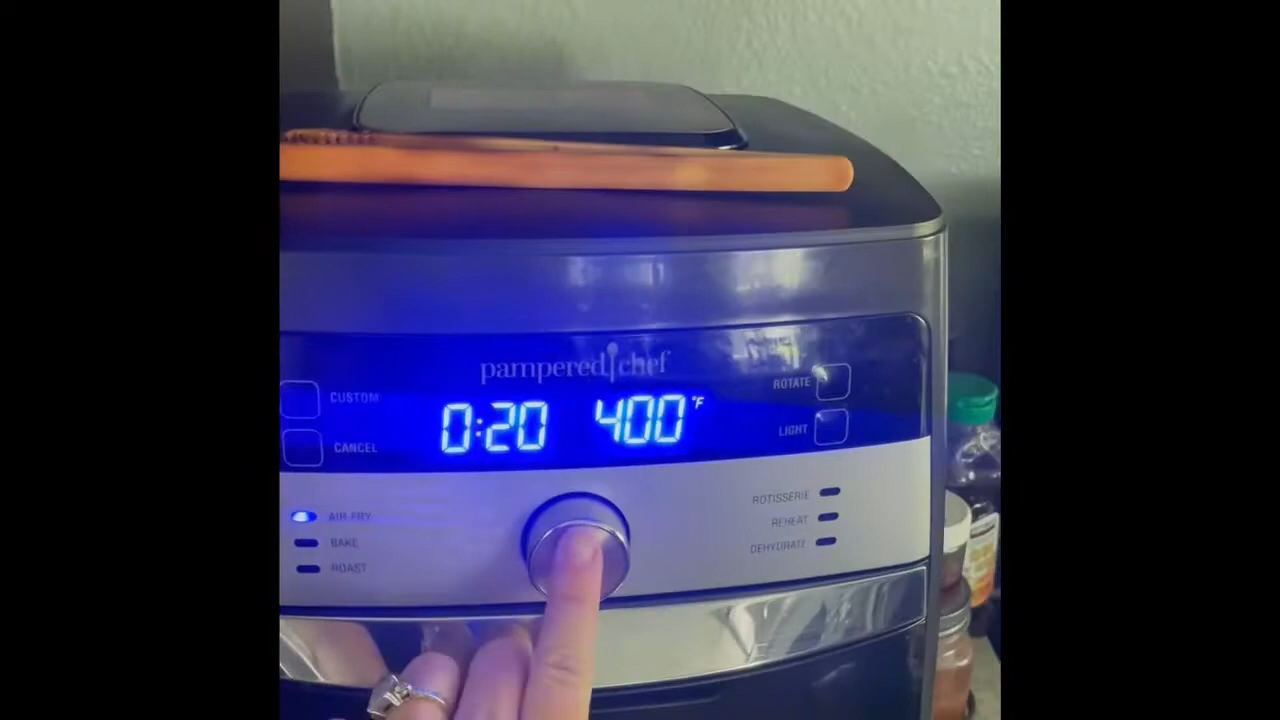 pampered chef
CUSTOM
CANCEL
0:20 400°F
ROTATE
LIGHT
AIR FRY
BAKE
ROAST
ROTISSERIE
REHEAT
DEHYDRATE